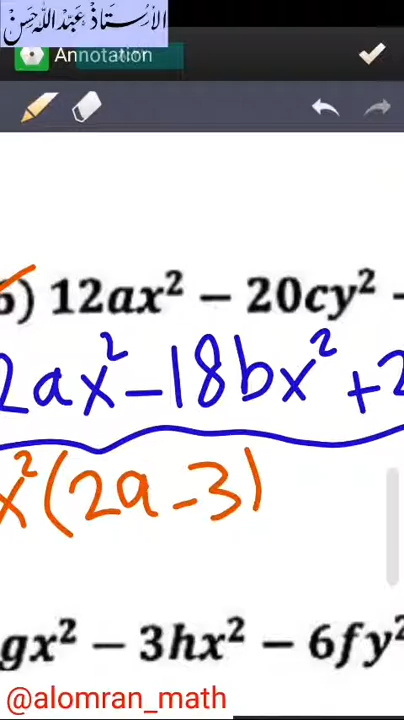 الأستاذ عبدالله حسن
Annotation
6) 12ax² − 20cy² −
2ax² − 18bx² + 2
x²(2a − 3)
gx² − 3hx² − 6fy²
@alomran_math